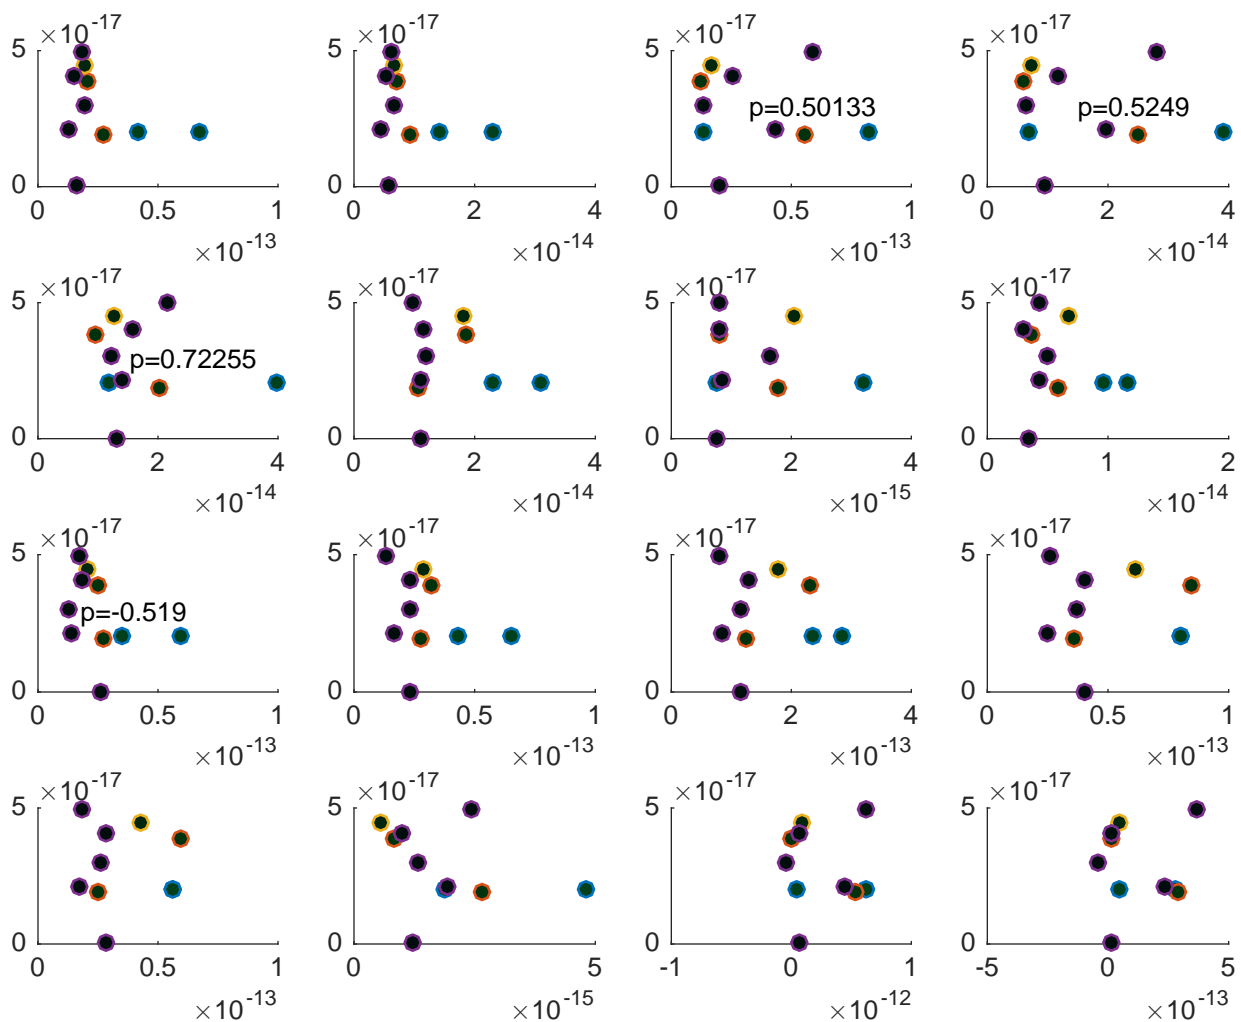 ×10-17 ×10-17 ×10-17 ×10-17
5 5 5 5
p=0.50133 p=0.5249
0 0 0 0
0 0.5 1 0 2 4 0 0.5 1 0 2 4
×10-13 ×10-14 ×10-13 ×10-14
×10-17 ×10-17 ×10-17 ×10-17
5 5 5 5
p=0.72255
0 0 0 0
0 2 4 0 2 4 0 2 4 0 1 2
×10-14 ×10-14 ×10-15 ×10-14
×10-17 ×10-17 ×10-17 ×10-17
5 5 5 5
p=-0.519
0 0 0 0
0 0.5 1 0 0.5 1 0 2 4 0 0.5 1
×10-13 ×10-13 ×10-13 ×10-13
×10-17 ×10-17 ×10-17 ×10-17
5 5 5 5
0 0 0 0
0 0.5 1 0 5 -1 0 1 -5 0 5
×10-13 ×10-15 ×10-12 ×10-13